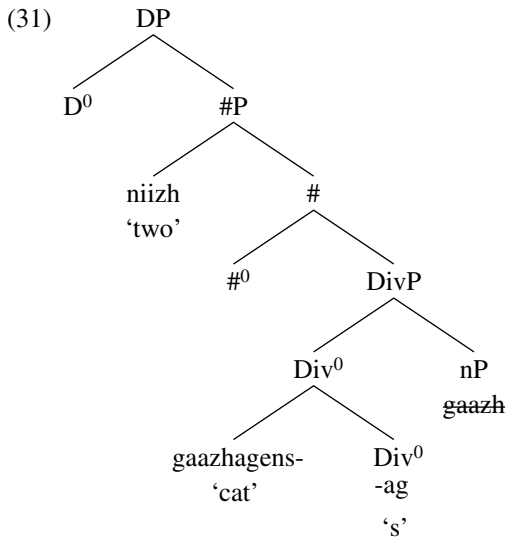 (31) DP
D⁰ #P
niizh #
‘two’
#⁰ DivP
Div⁰ nP
gaazh
gaazhagens- Div⁰
‘cat’ -ag
‘s’